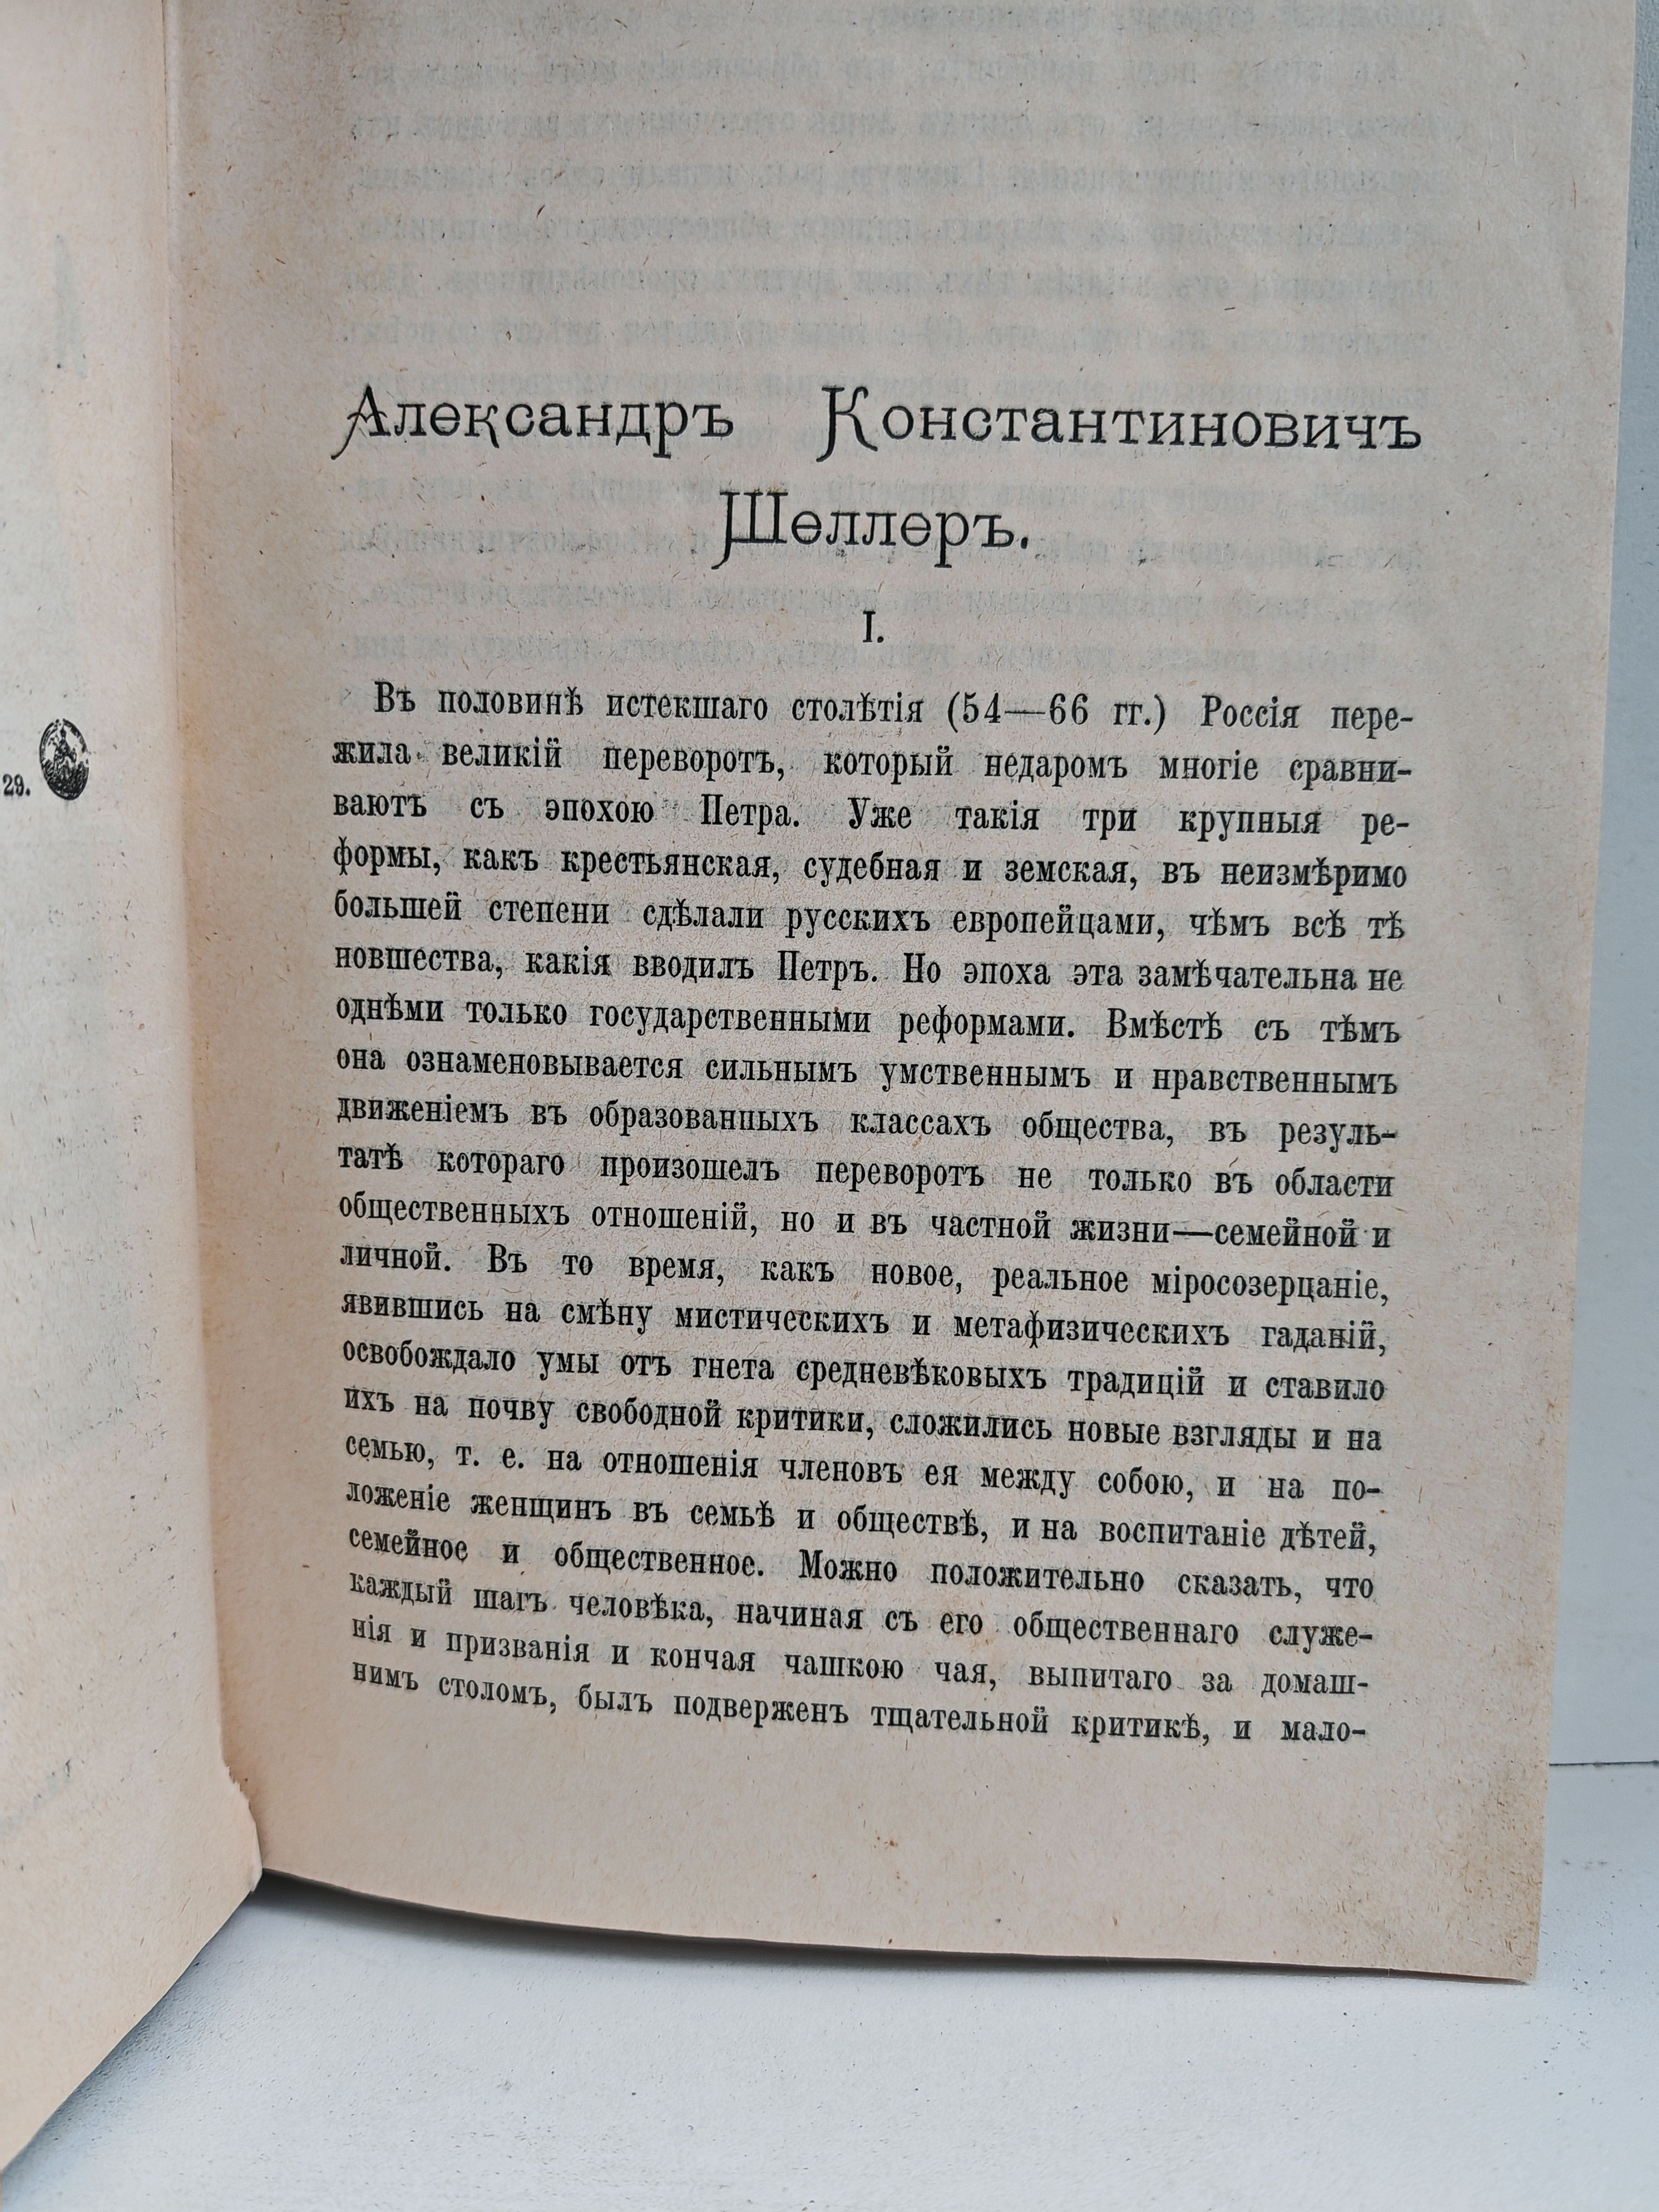 Александръ Константиновичъ
Шеллеръ.
I.
Въ половинѣ истекшаго столѣтія (54—66 гг.) Россія пере-
жила великій переворотъ, который недаромъ многіе сравни-
ваютъ съ эпохою Петра. Уже такія три крупныя ре-
формы, какъ крестьянская, судебная и земская, въ неизмѣримо
большей степени сдѣлали русскихъ европейцами, чѣмъ всѣ тѣ
новшества, какія вводилъ Петръ. Но эпоха эта замѣчательна не
однѣми только государственными реформами. Вмѣстѣ съ тѣмъ
она ознаменовывается сильнымъ умственнымъ и нравственнымъ
движеніемъ въ образованныхъ классахъ общества, въ резуль-
татѣ котораго произошелъ переворотъ не только въ области
общественныхъ отношеній, но и въ частной жизни—семейной и
личной. Въ то время, какъ новое, реальное міросозерцаніе,
явившись на смѣну мистическихъ и метафизическихъ гаданій,
освобождало умы отъ гнета средневѣковыхъ традицій и ставило
ихъ на почву свободной критики, сложились новые взгляды и на
семью, т. е. на отношенія членовъ ея между собою, и на по-
ложеніе женщинъ въ семьѣ и обществѣ, и на воспитаніе дѣтей,
семейное и общественное. Можно положительно сказать, что
каждый шагъ человѣка, начиная съ его общественнаго служе-
нія и призванія и кончая чашкою чая, выпитаго за домаш-
нимъ столомъ, былъ подверженъ тщательной критикѣ, и мало-
29.